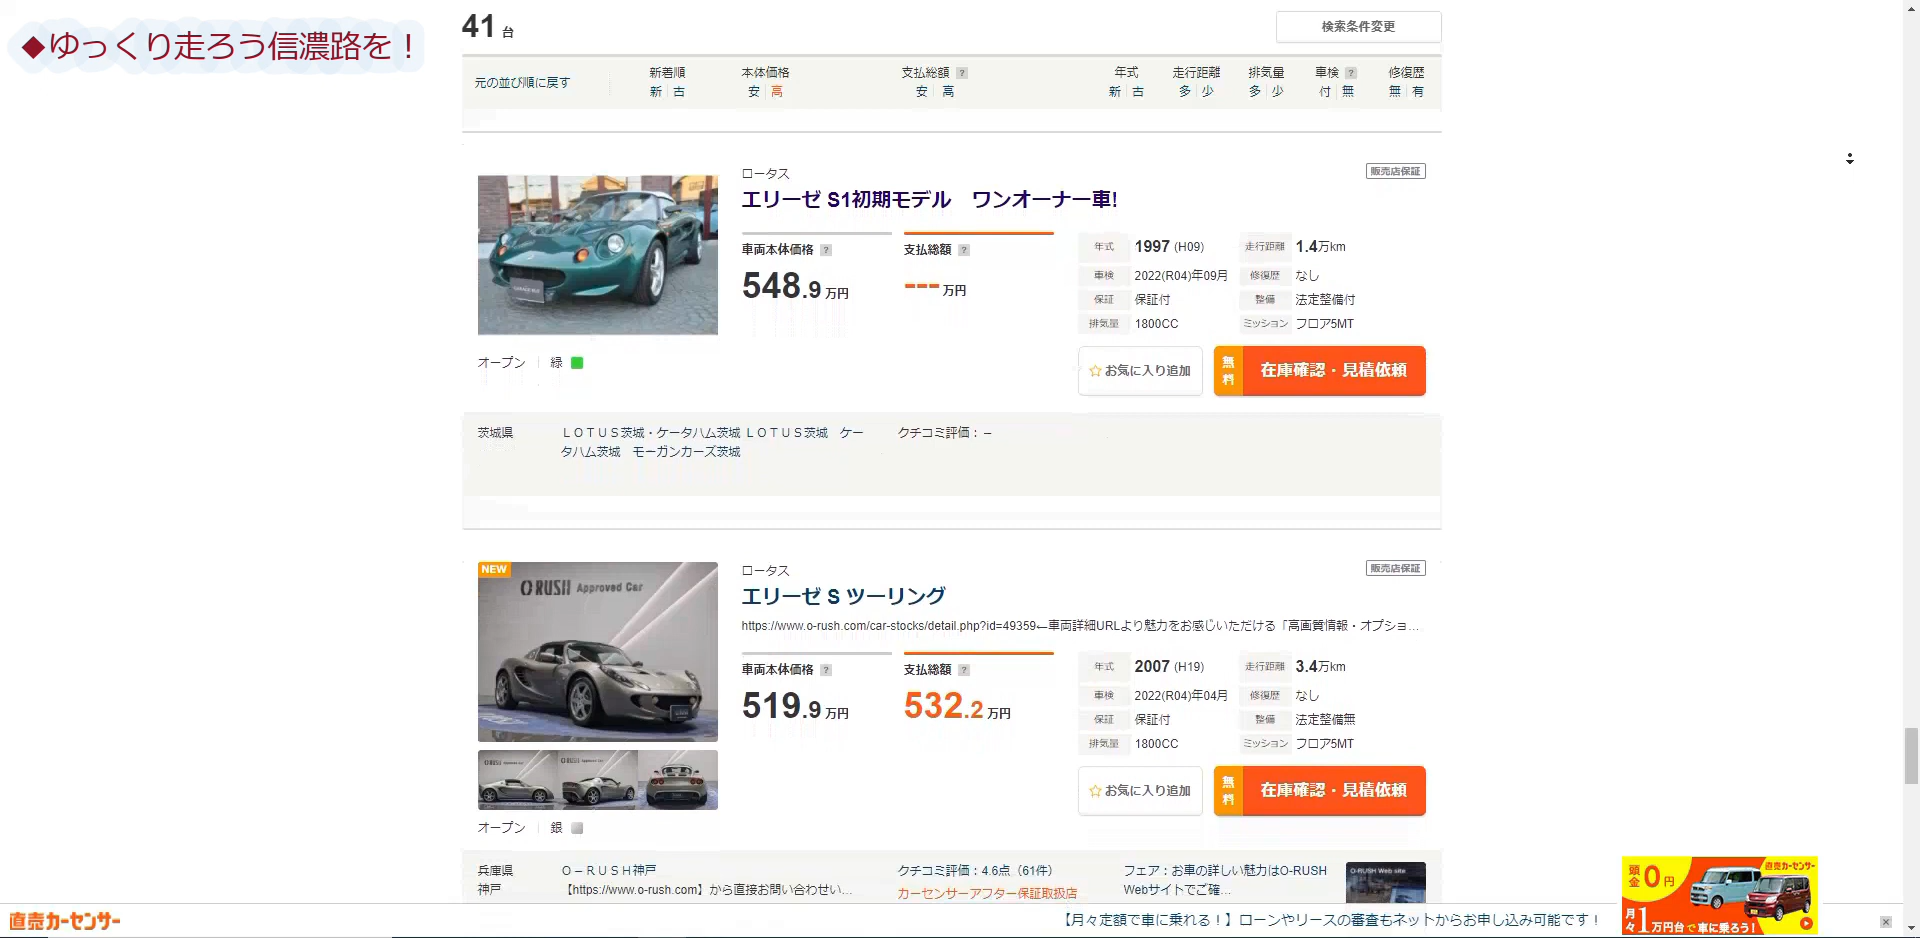 ◆ゆっくり走ろう信濃路を！
41 台
検索条件変更
元の並び順に戻す
新着順
新 古
本体価格
安 高
支払総額 ?
安 高
年式
新 古
走行距離
多 少
排気量
多 少
車検 ?
付 無
修復歴
無 有
ロータス
販売店保証
エリーゼ S1初期モデル　ワンオーナー車!
車両本体価格 ?
548.9 万円
支払総額 ?
--- 万円
年式 1997 (H09) 走行距離 1.4万km
車検 2022(R04)年09月 修復歴 なし
保証 保証付 整備 法定整備付
排気量 1800CC ミッション フロア5MT
オープン 緑
お気に入り追加
無料 在庫確認・見積依頼
茨城県
ＬＯＴＵＳ茨城・ケータハム茨城 ＬＯＴＵＳ茨城　ケー
タハム茨城　モーガンカーズ茨城
クチコミ評価：－
NEW
O RUSH Approved Car
ロータス
販売店保証
エリーゼ S ツーリング
https://www.o-rush.com/car-stocks/detail.php?id=49359←車両詳細URLより魅力をお感じいただける「高画質情報・オプショ...
車両本体価格 ?
519.9 万円
支払総額 ?
532.2 万円
年式 2007 (H19) 走行距離 3.4万km
車検 2022(R04)年04月 修復歴 なし
保証 保証付 整備 法定整備無
排気量 1800CC ミッション フロア5MT
オープン 銀
お気に入り追加
無料 在庫確認・見積依頼
兵庫県
神戸
Ｏ－ＲＵＳＨ神戸
【https://www.o-rush.com】から直接お問い合わせい...
クチコミ評価：4.6点（61件）
カーセンサーアフター保証取扱店
フェア：お車の詳しい魅力はO-RUSH
Webサイトでご確...
O-RUSH Web site
直売カーセンサー
【月々定額で車に乗れる！】ローンやリースの審査もネットからお申し込み可能です！
直売カーセンサー
頭金0円
月々1万円台で車に乗ろう!